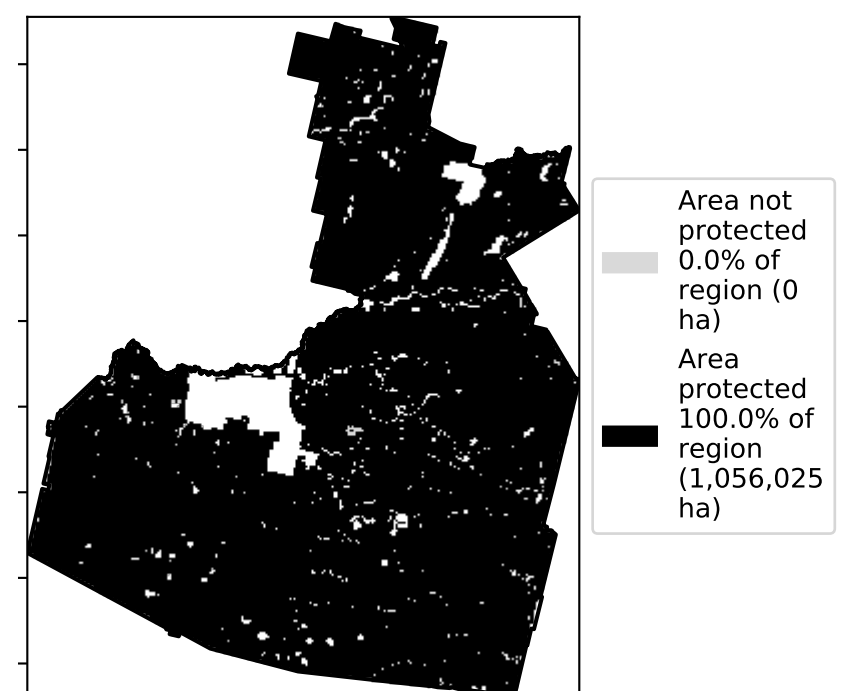 Area not
protected
0.0% of
region (0
ha)
Area
protected
100.0% of
region
(1,056,025
ha)